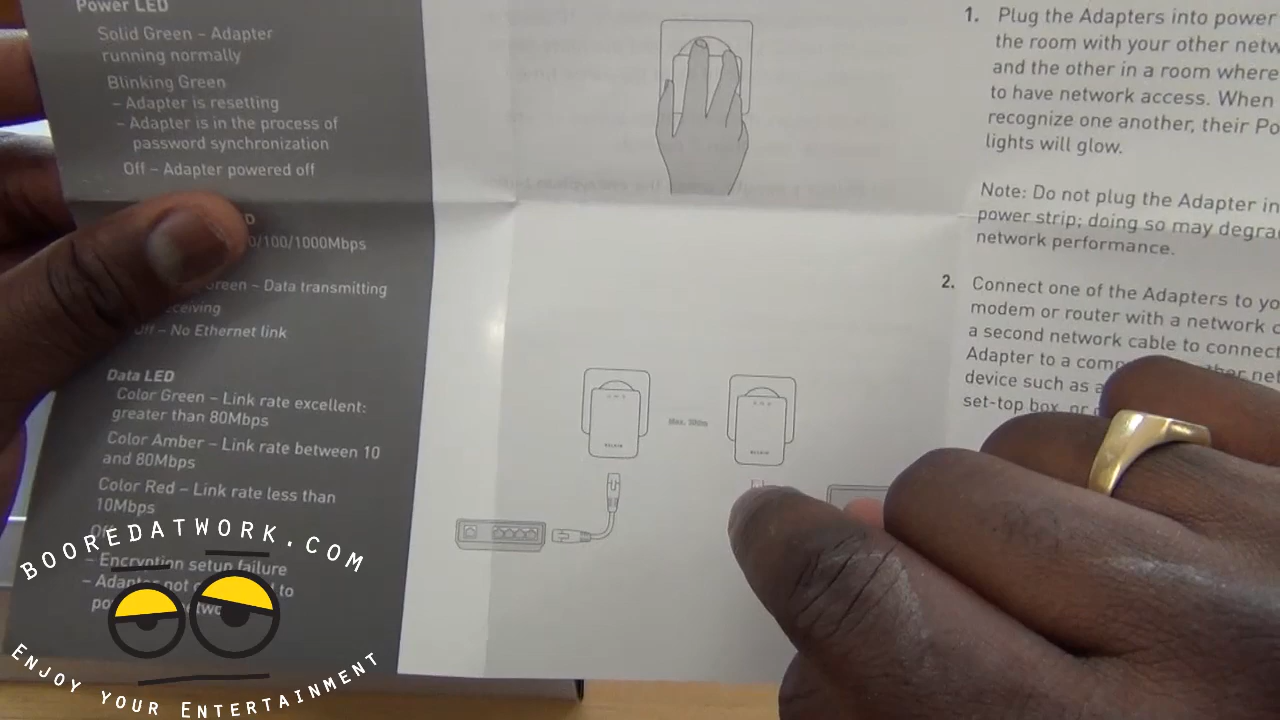 Power LED
Solid Green – Adapter
running normally
Blinking Green
– Adapter is resetting
– Adapter is in the process of
password synchronization
Off – Adapter powered off
0/100/1000Mbps
Green – Data transmitting
Off – No Ethernet link
Data LED
Color Green – Link rate excellent:
greater than 80Mbps
Color Amber – Link rate between 10
and 80Mbps
Color Red – Link rate less than
10Mbps
– Encryption setup failure
to
Max. 300m
BELKIN
BELKIN
1. Plug the Adapters into power
the room with your other netw
and the other in a room where
to have network access. When
recognize one another, their Po
lights will glow.
Note: Do not plug the Adapter in
power strip; doing so may degra
network performance.
2. Connect one of the Adapters to yo
modem or router with a network c
a second network cable to connect
Adapter to a
device such as a
set-top box, or
BOOREDATWORK.COM
ENJOY YOUR ENTERTAINMENT